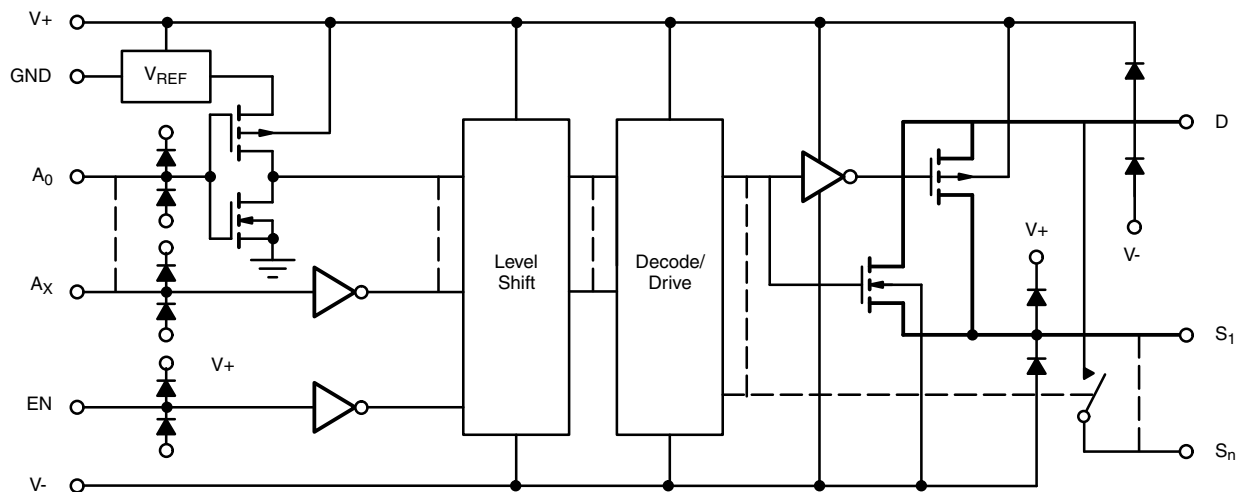 V+
GND
VREF
A0
AX
EN
V+
V-
Level
Shift
Decode/
Drive
D
V-
V+
S1
Sn